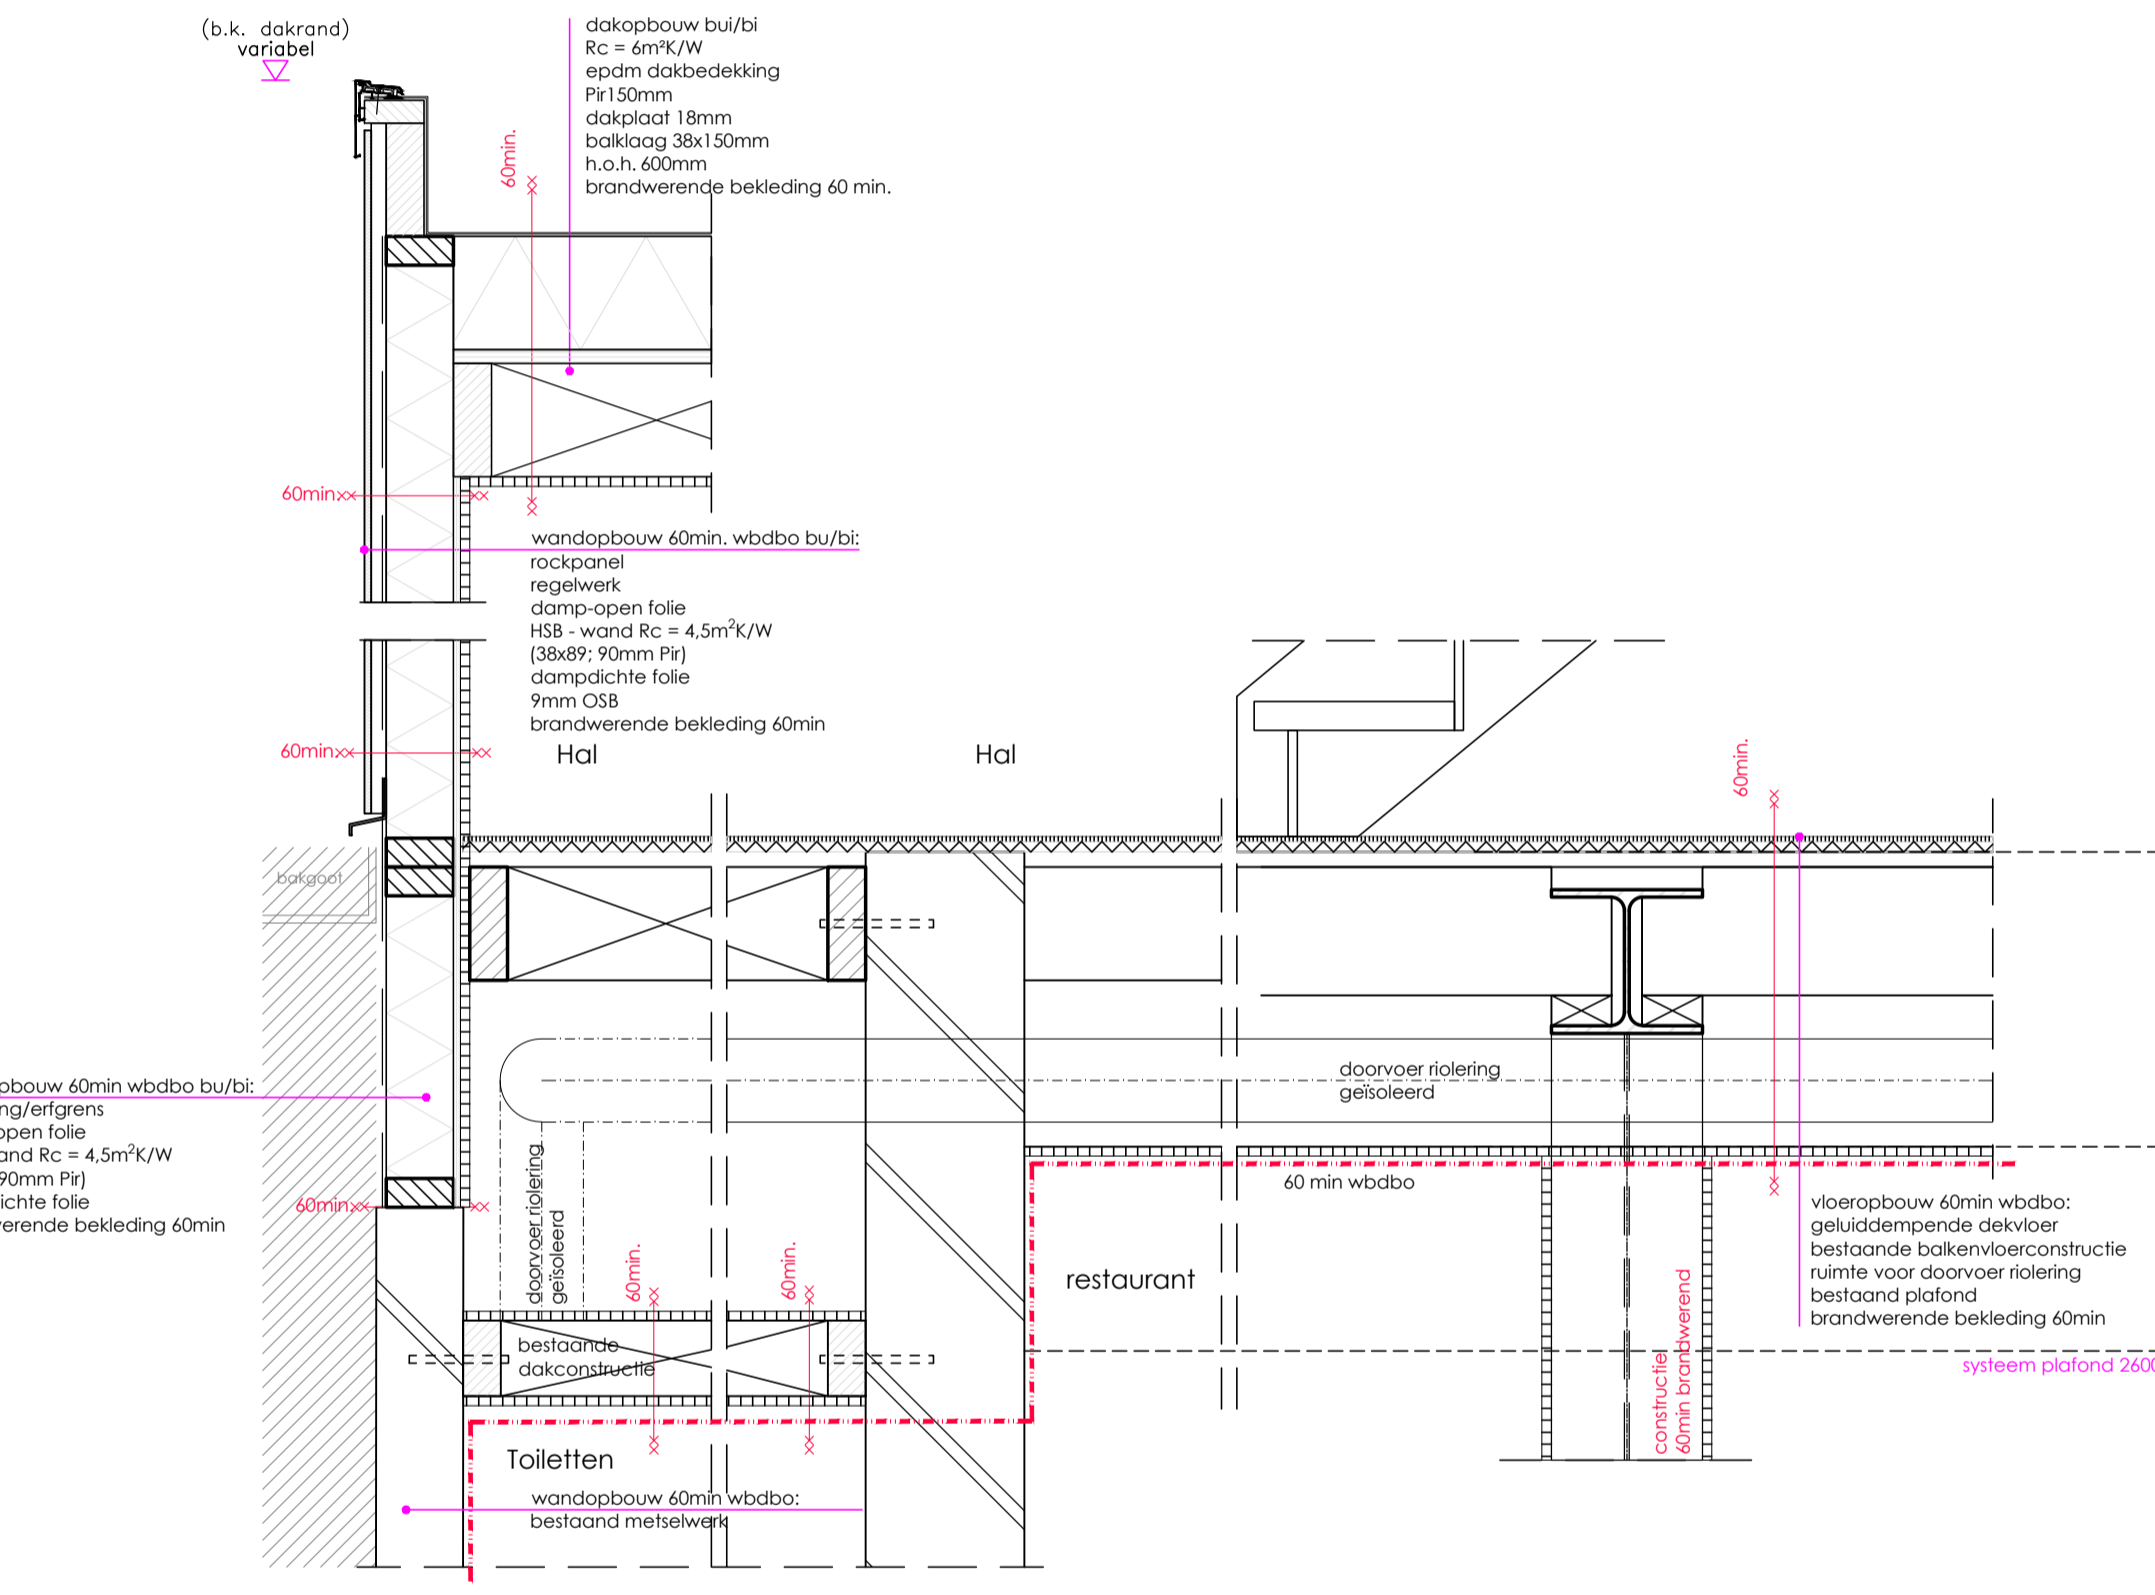 (b.k. dakrand)
variabel
dakopbouw bui/bi
Rc = 6m²K/W
epdm dakbedekking
Pir150mm
dakplaat 18mm
balklaag 38x150mm
h.o.h. 600mm
brandwerende bekleding 60 min.
60min.
60min.
wandopbouw 60min. wbdbo bu/bi:
rockpanel
regelwerk
damp-open folie
HSB - wand Rc = 4,5m²K/W
(38x89; 90mm Pir)
dampdichte folie
9mm OSB
brandwerende bekleding 60min
60min.
Hal
Hal
60min.
bakgoot
doorvoer riolering
geïsoleerd
pbouw 60min wbdbo bu/bi:
ng/erfgrens
open folie
and Rc = 4,5m²K/W
90mm Pir)
ichte folie
verende bekleding 60min
60min.
doorvoer riolering
geïsoleerd
60min.
60min.
60 min wbdbo
restaurant
vloeropbouw 60min wbdbo:
geluiddempende dekvloer
bestaande balkenvloerconstructie
ruimte voor doorvoer riolering
bestaand plafond
brandwerende bekleding 60min
bestaande
dakconstructie
constructie
60min brandwerend
systeem plafond 2600
Toiletten
wandopbouw 60min wbdbo:
bestaand metselwerk